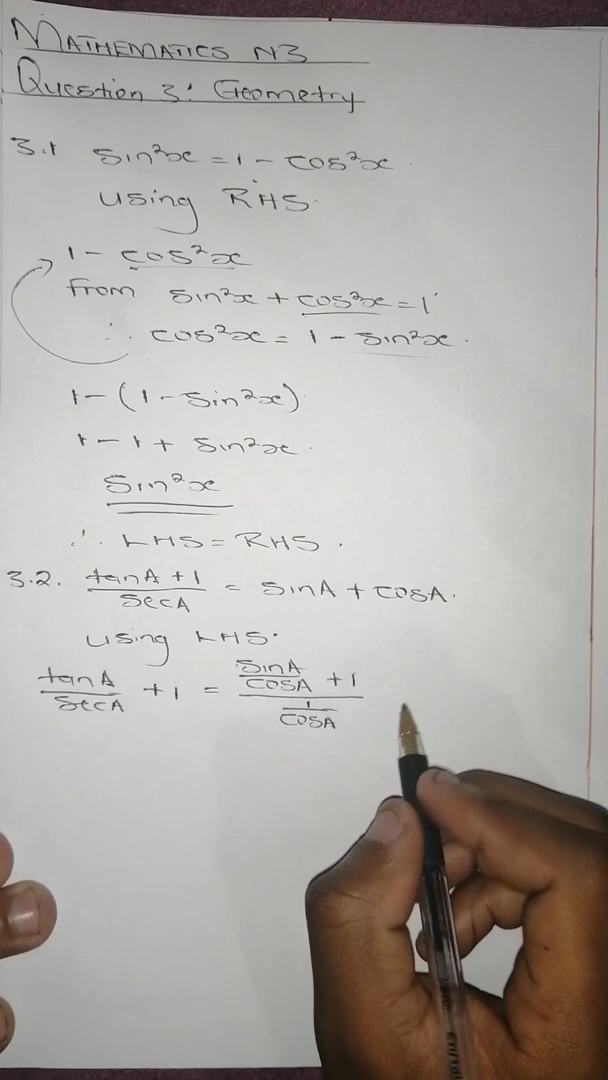 MATHEMATICS N3
Question 3: Geometry
3.1 sin²x = 1 - cos²x
using RHS.
1 - cos²x
from sin²x + cos²x = 1
∴ cos²x = 1 - sin²x.
1 - (1 - sin²x)
1 - 1 + sin²x.
sin²x
∴ LHS = RHS.
3.2. (tanA + 1)/secA = sinA + cosA.
using LHS.
tanA/secA + 1 = (sinA/cosA + 1)/(1/cosA)